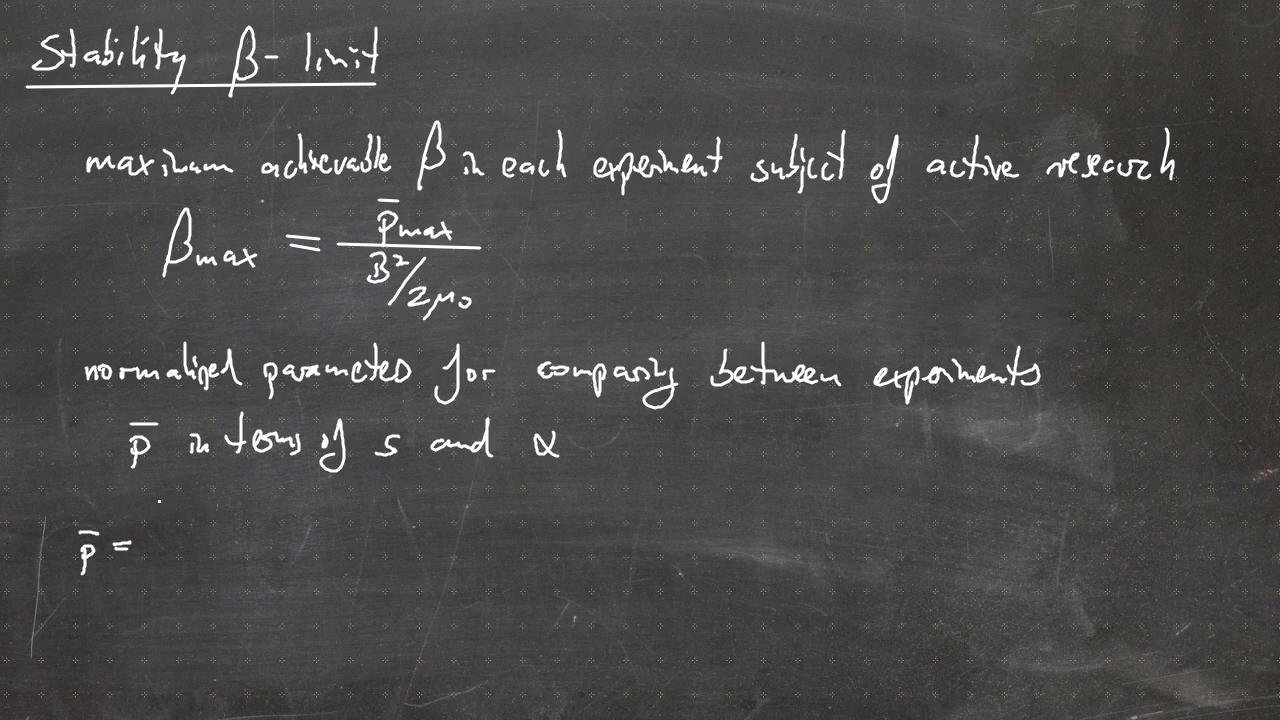 Stability β-limit
maximum achievable β in each experiment subject of active research
βmax = p̄max / B²/2μ0
normalized parameters for comparing between experiments
p̄ in terms of s and α
p̄ =